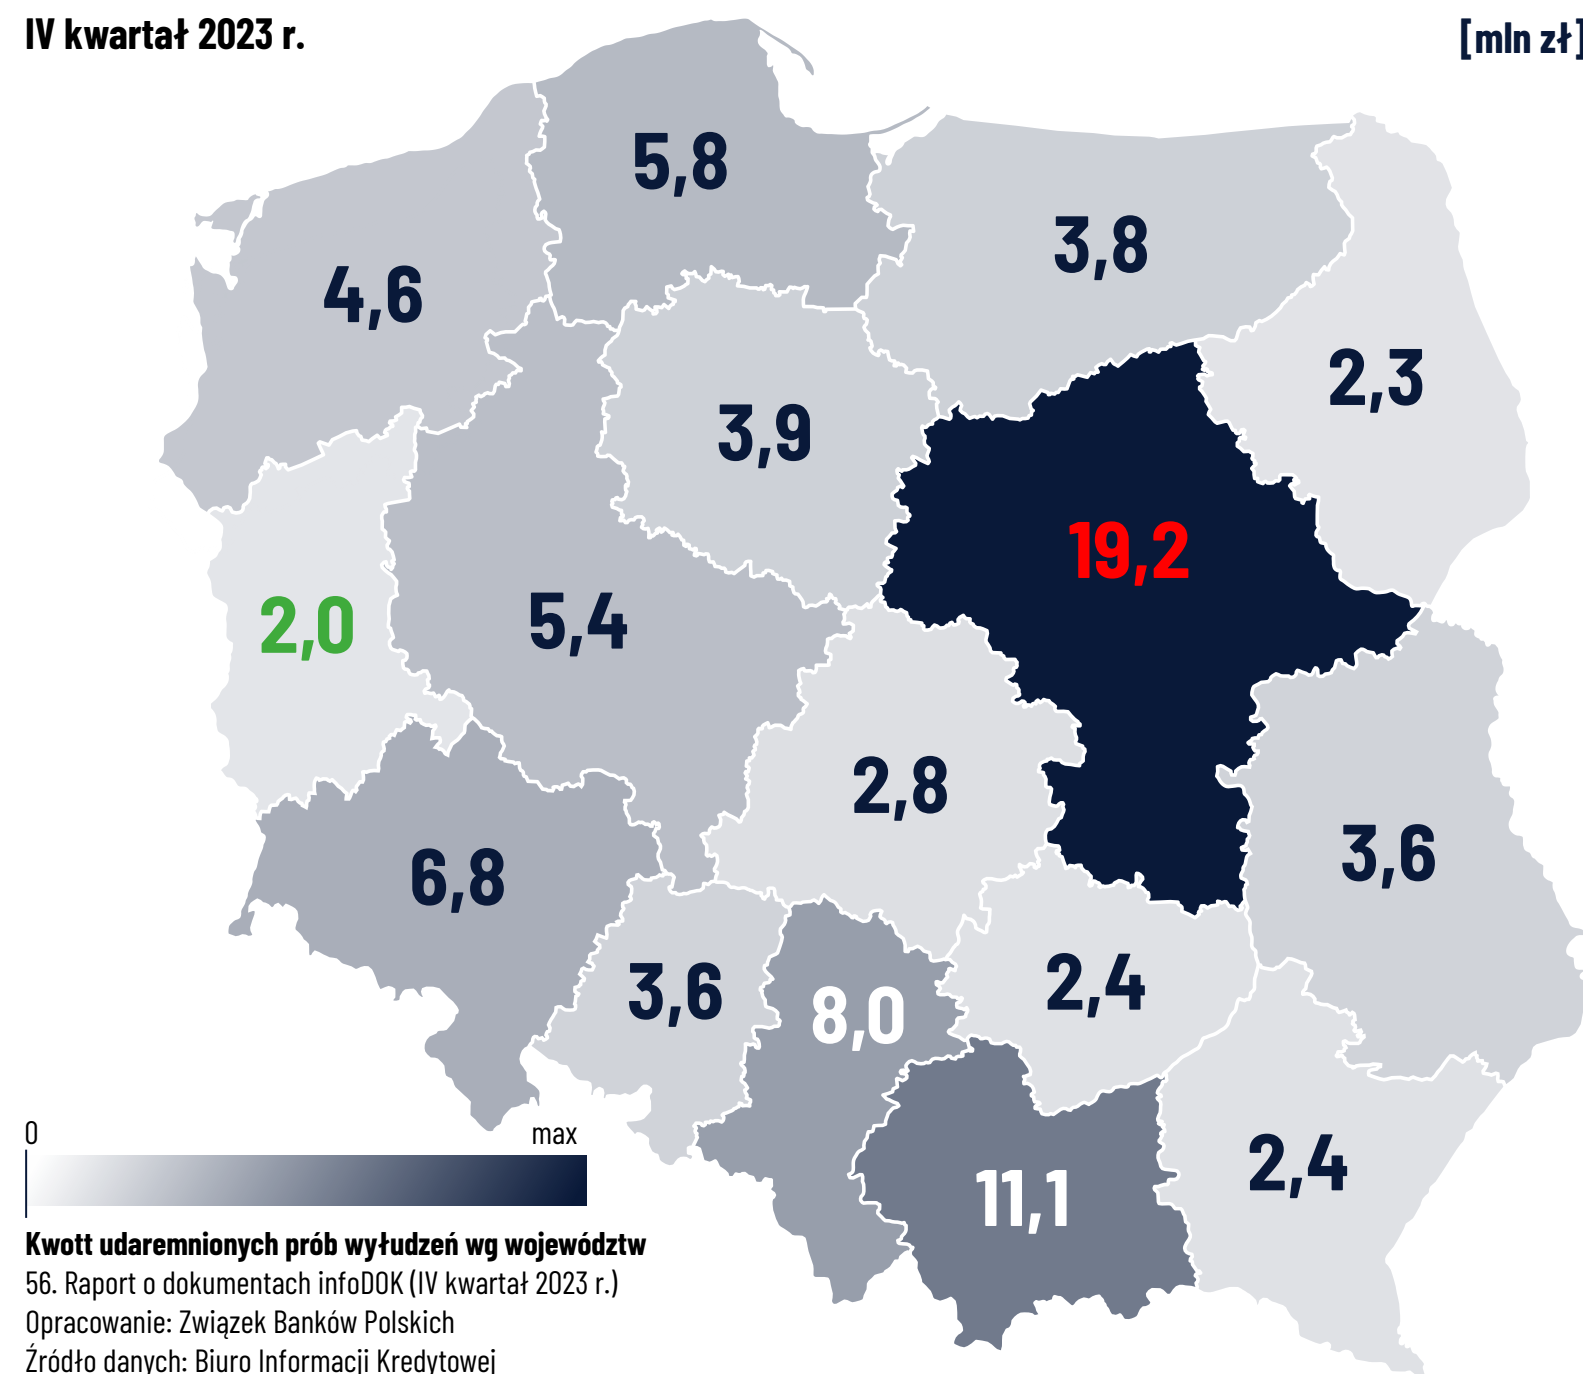 IV kwartał 2023 r.
[mln zł]
5,8
3,8
4,6
2,3
3,9
19,2
2,0
5,4
2,8
3,6
6,8
2,4
3,6
8,0
0 max
2,4
11,1
Kwott udaremnionych prób wyłudzeń wg województw
56. Raport o dokumentach infoDOK (IV kwartał 2023 r.)
Opracowanie: Związek Banków Polskich
Źródło danych: Biuro Informacji Kredytowej